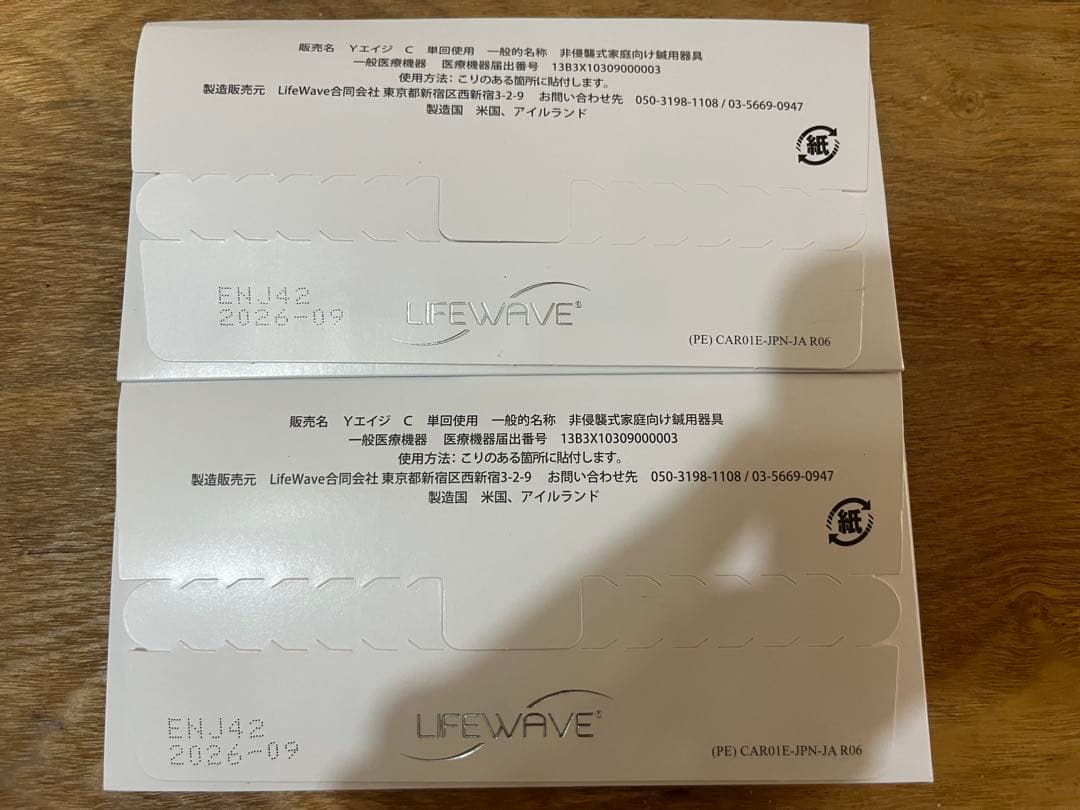 販売名 Yエイジ C 単回使用 一般的名称 非侵襲式家庭向け鍼用器具
一般医療機器 医療機器届出番号 13B3X10309000003
使用方法：こりのある箇所に貼付します。
製造販売元 LifeWave合同会社 東京都新宿区西新宿3-2-9 お問い合わせ先 050-3198-1108 / 03-5669-0947
製造国 米国、アイルランド
紙
ENJ42
2026-09
LIFEWAVE®
(PE) CAR01E-JPN-JA R06
販売名 Yエイジ C 単回使用 一般的名称 非侵襲式家庭向け鍼用器具
一般医療機器 医療機器届出番号 13B3X10309000003
使用方法：こりのある箇所に貼付します。
製造販売元 LifeWave合同会社 東京都新宿区西新宿3-2-9 お問い合わせ先 050-3198-1108 / 03-5669-0947
製造国 米国、アイルランド
紙
ENJ42
2026-09
LIFEWAVE®
(PE) CAR01E-JPN-JA R06